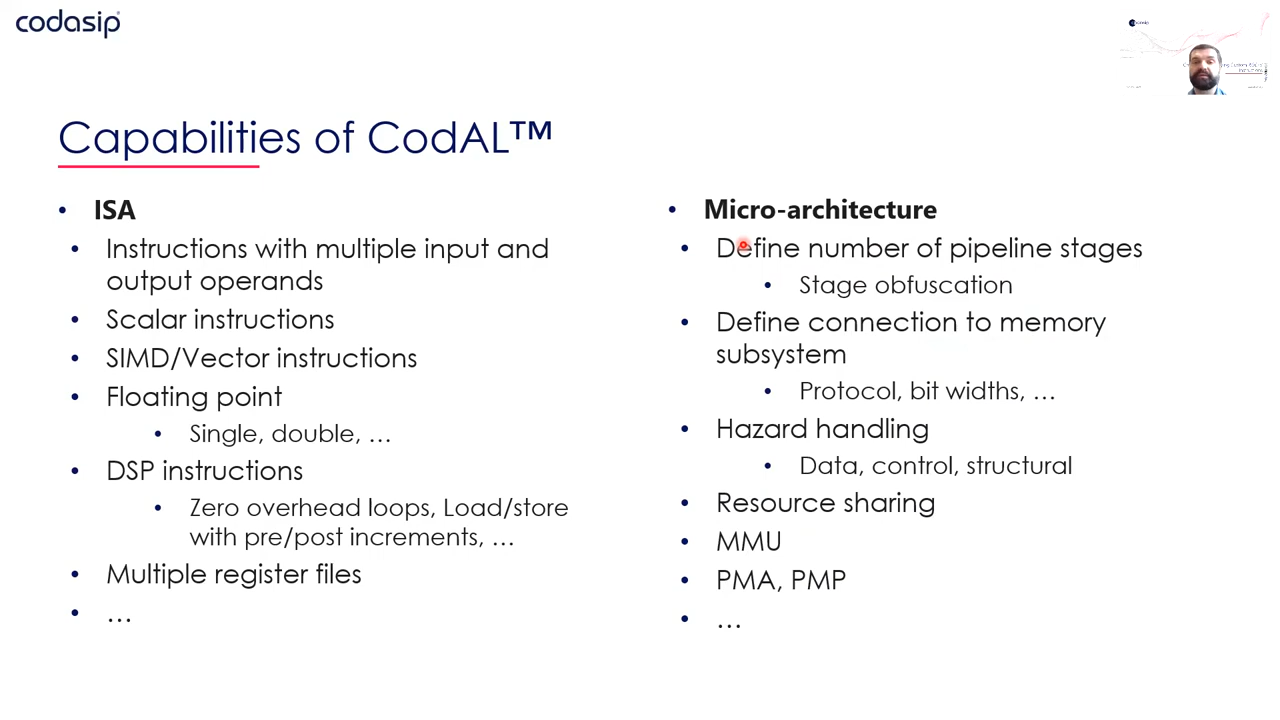 codasip
Capabilities of CodAL™
• ISA
• Instructions with multiple input and
output operands
• Scalar instructions
• SIMD/Vector instructions
• Floating point
• Single, double, …
• DSP instructions
• Zero overhead loops, Load/store
with pre/post increments, …
• Multiple register files
• …
• Micro-architecture
• Define number of pipeline stages
• Stage obfuscation
• Define connection to memory
subsystem
• Protocol, bit widths, …
• Hazard handling
• Data, control, structural
• Resource sharing
• MMU
• PMA, PMP
• …